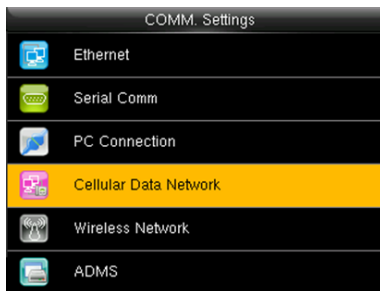 COMM. Settings
Ethernet
Serial Comm
PC Connection
Cellular Data Network
Wireless Network
ADMS